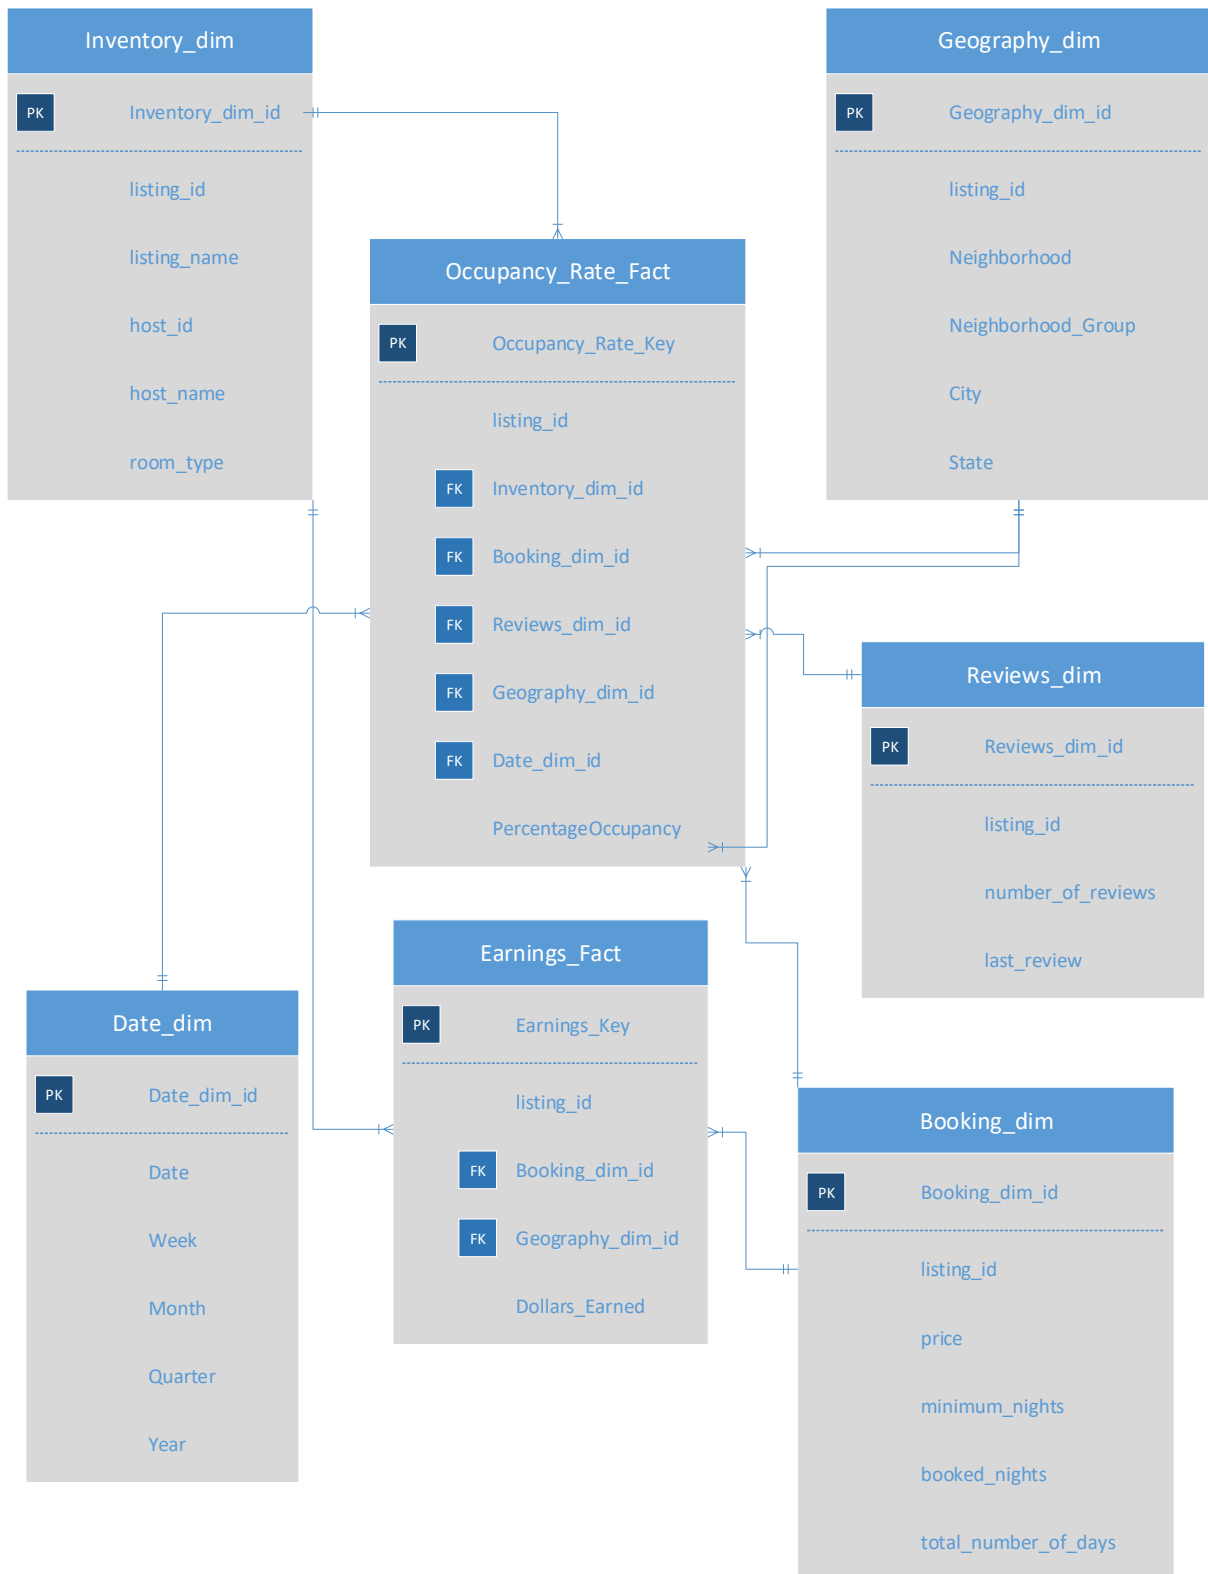 Inventory_dim
PK Inventory_dim_id
listing_id
listing_name
host_id
host_name
room_type
Geography_dim
PK Geography_dim_id
listing_id
Neighborhood
Neighborhood_Group
City
State
Occupancy_Rate_Fact
PK Occupancy_Rate_Key
listing_id
FK Inventory_dim_id
FK Booking_dim_id
FK Reviews_dim_id
FK Geography_dim_id
FK Date_dim_id
PercentageOccupancy
Reviews_dim
PK Reviews_dim_id
listing_id
number_of_reviews
last_review
Earnings_Fact
PK Earnings_Key
listing_id
FK Booking_dim_id
FK Geography_dim_id
Dollars_Earned
Date_dim
PK Date_dim_id
Date
Week
Month
Quarter
Year
Booking_dim
PK Booking_dim_id
listing_id
price
minimum_nights
booked_nights
total_number_of_days